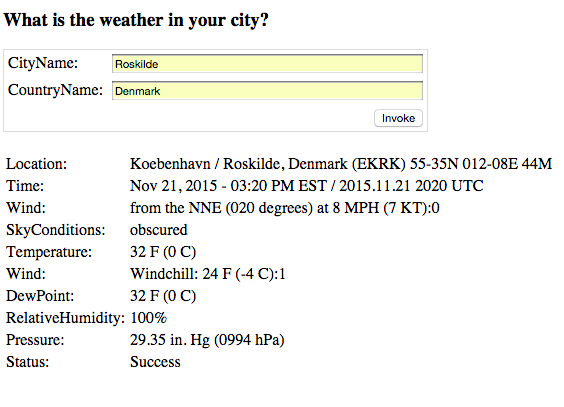 What is the weather in your city?
CityName: Roskilde
CountryName: Denmark
Invoke
Location: Koebenhavn / Roskilde, Denmark (EKRK) 55-35N 012-08E 44M
Time: Nov 21, 2015 - 03:20 PM EST / 2015.11.21 2020 UTC
Wind: from the NNE (020 degrees) at 8 MPH (7 KT):0
SkyConditions: obscured
Temperature: 32 F (0 C)
Wind: Windchill: 24 F (-4 C):1
DewPoint: 32 F (0 C)
RelativeHumidity: 100%
Pressure: 29.35 in. Hg (0994 hPa)
Status: Success